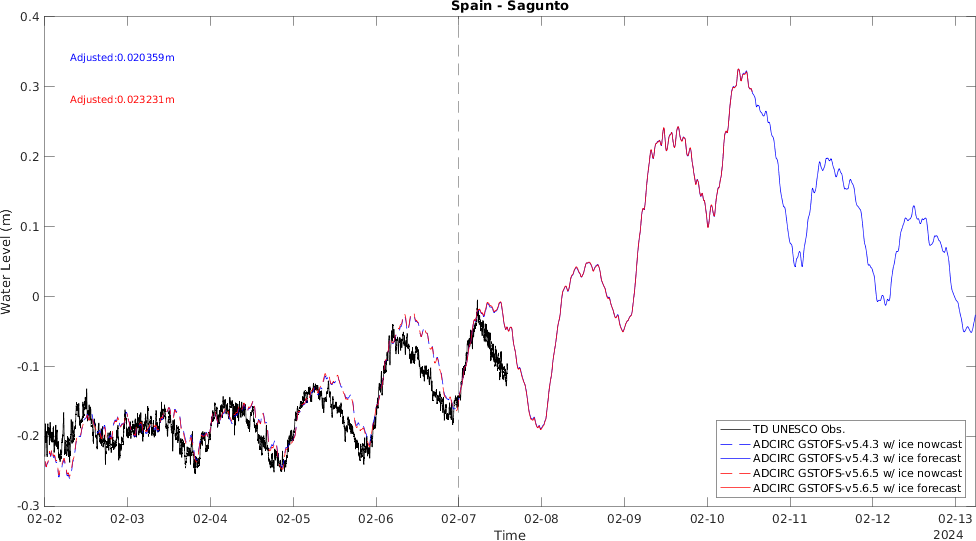 Spain - Sagunto
0.4
Adjusted:0.020359m
0.3
Adjusted:0.023231m
0.2
0.1
0
-0.1
-0.2
-0.3
Water Level (m)
TD UNESCO Obs.
ADCIRC GSTOFS-v5.4.3 w/ ice nowcast
ADCIRC GSTOFS-v5.4.3 w/ ice forecast
ADCIRC GSTOFS-v5.6.5 w/ ice nowcast
ADCIRC GSTOFS-v5.6.5 w/ ice forecast
02-02 02-03 02-04 02-05 02-06 02-07 02-08 02-09 02-10 02-11 02-12 02-13
Time
2024